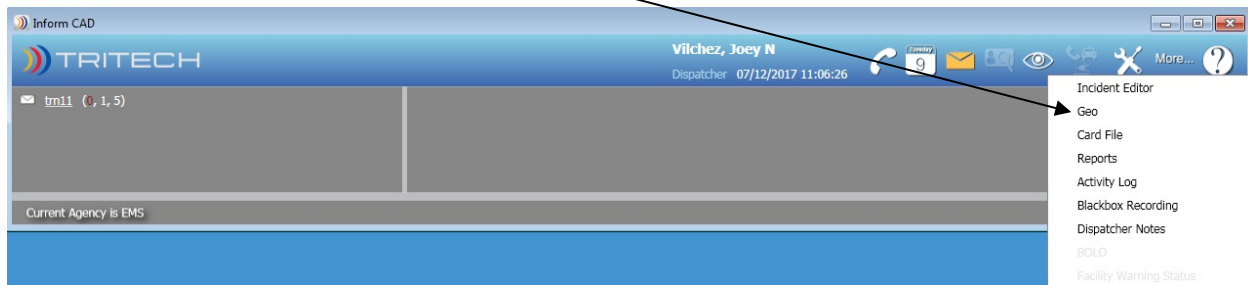 Inform CAD
TRITECH
Vilchez, Joey N
Dispatcher 07/12/2017 11:06:26
Tuesday
9
More...
?
trn11 (0, 1, 5)
Current Agency is EMS
Incident Editor
Geo
Card File
Reports
Activity Log
Blackbox Recording
Dispatcher Notes
BOLO
Facility Warning Status